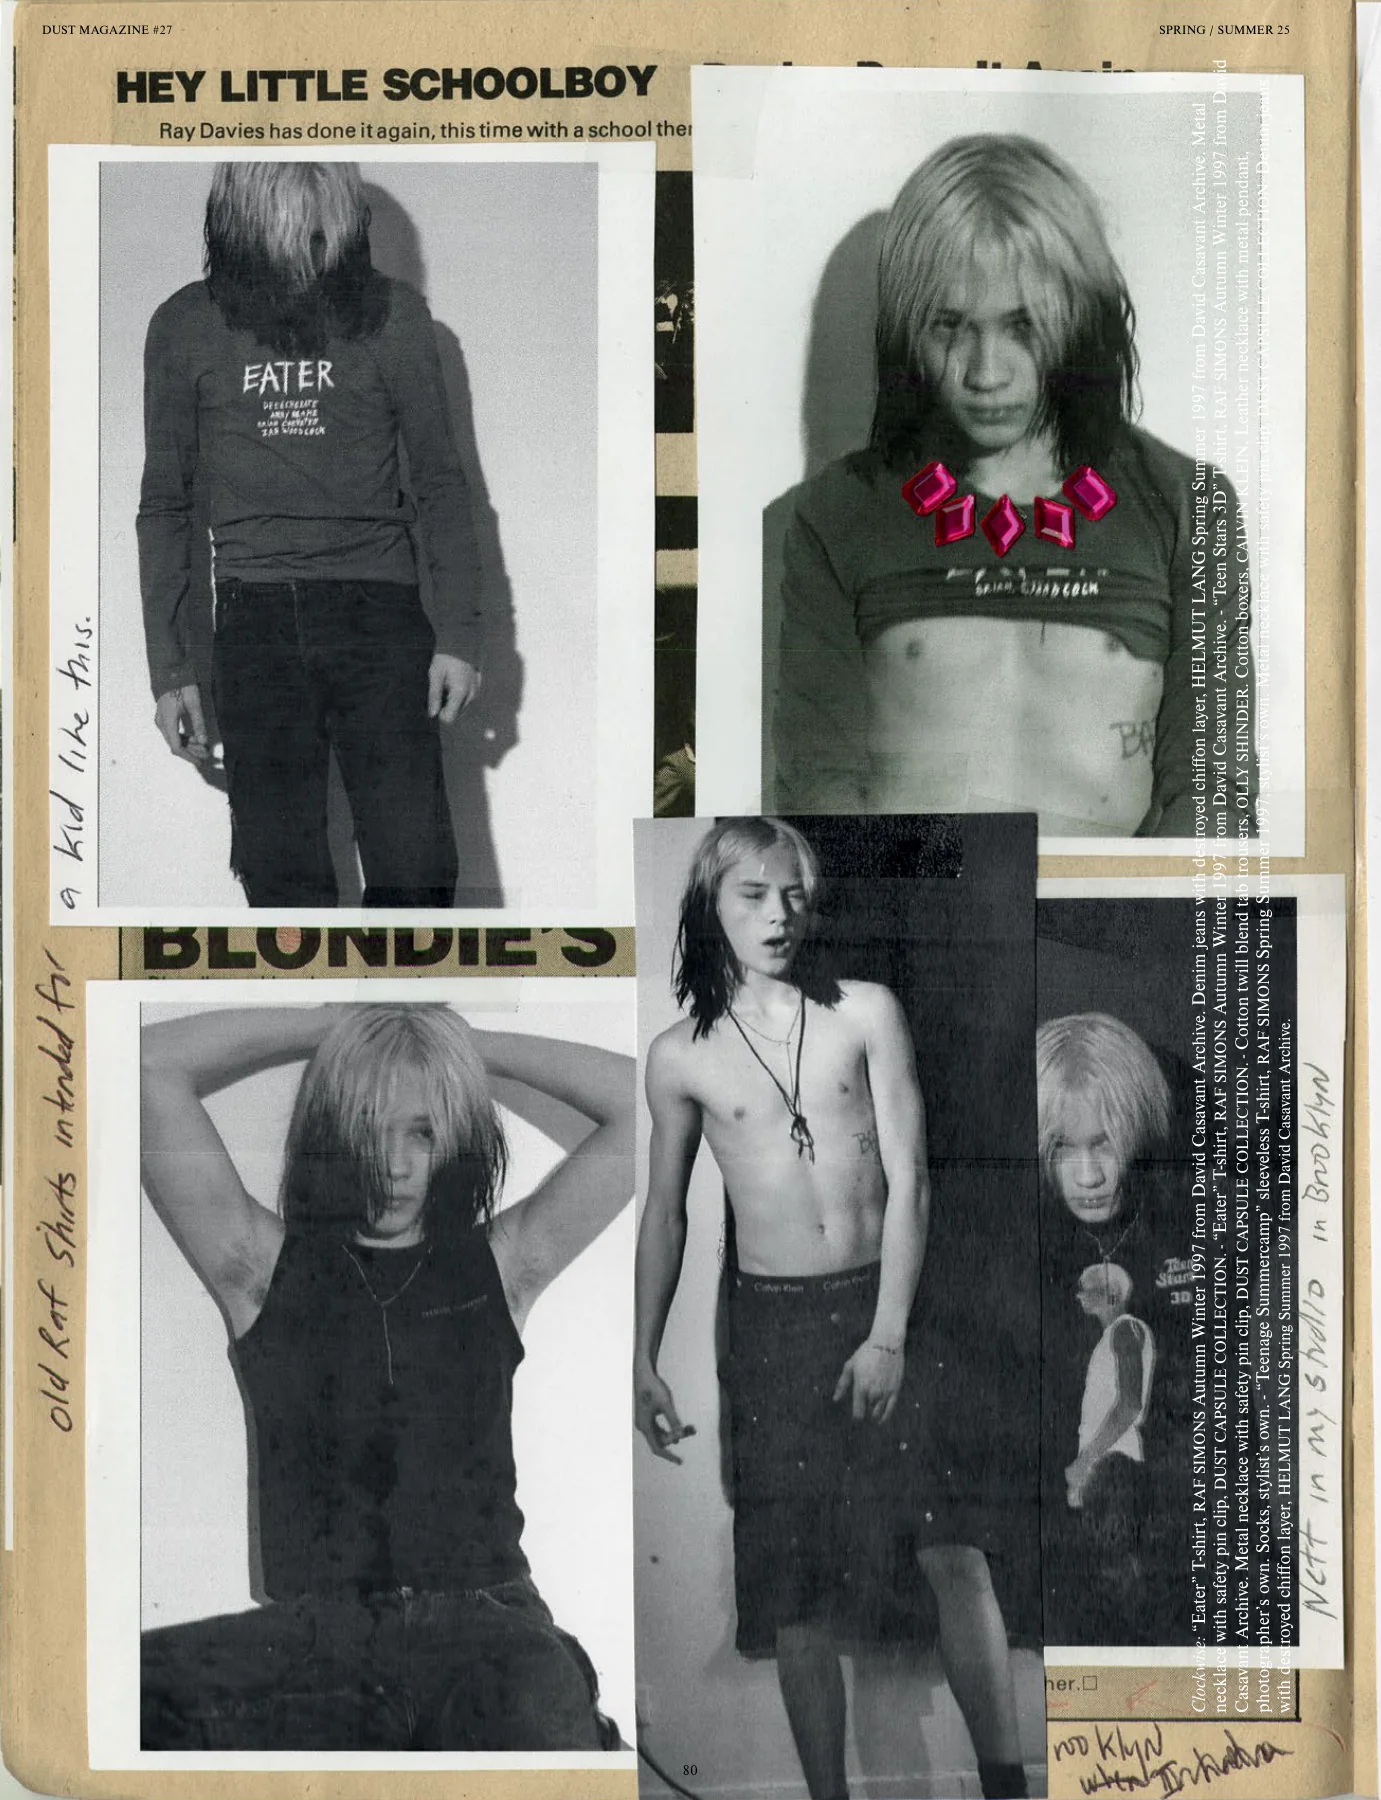 DUST MAGAZINE #27
SPRING / SUMMER 25
HEY LITTLE SCHOOLBOY
Ray Davies has done it again, this time with a school
EATER
a kid like this.
BLONDIE'S
old Raf shirts intended for
Calvin Klein
Teen
Stars
3D
Nett in my studio in Brooklyn
Clockwise: “Eater” T-shirt, RAF SIMONS Autumn Winter 1997 from David Casavant Archive. Denim jeans with destroyed chiffon layer, HELMUT LANG Spring Summer 1997 from David Casavant Archive. Metal
necklace with safety pin clip, DUST CAPSULE COLLECTION. - “Eater” T-shirt, RAF SIMONS Autumn Winter 1997 from David Casavant Archive. - “Teen Stars 3D” T-shirt, RAF SIMONS Autumn Winter 1997 from David
Casavant Archive. Metal necklace with safety pin clip, DUST CAPSULE COLLECTION. - Cotton twill blend tab trousers, OLLY SHINDER. Cotton boxers, CALVIN KLEIN. Leather necklace with metal pendant,
photographer’s own. Socks, stylist’s own. - “Teenage Summercamp” sleeveless T-shirt, RAF SIMONS Spring Summer 1997, stylist’s own. Metal necklace with safety pin clip, DUST CAPSULE COLLECTION. Denim jeans
with destroyed chiffon layer, HELMUT LANG Spring Summer 1997 from David Casavant Archive.
her.
rooklyn
when
80